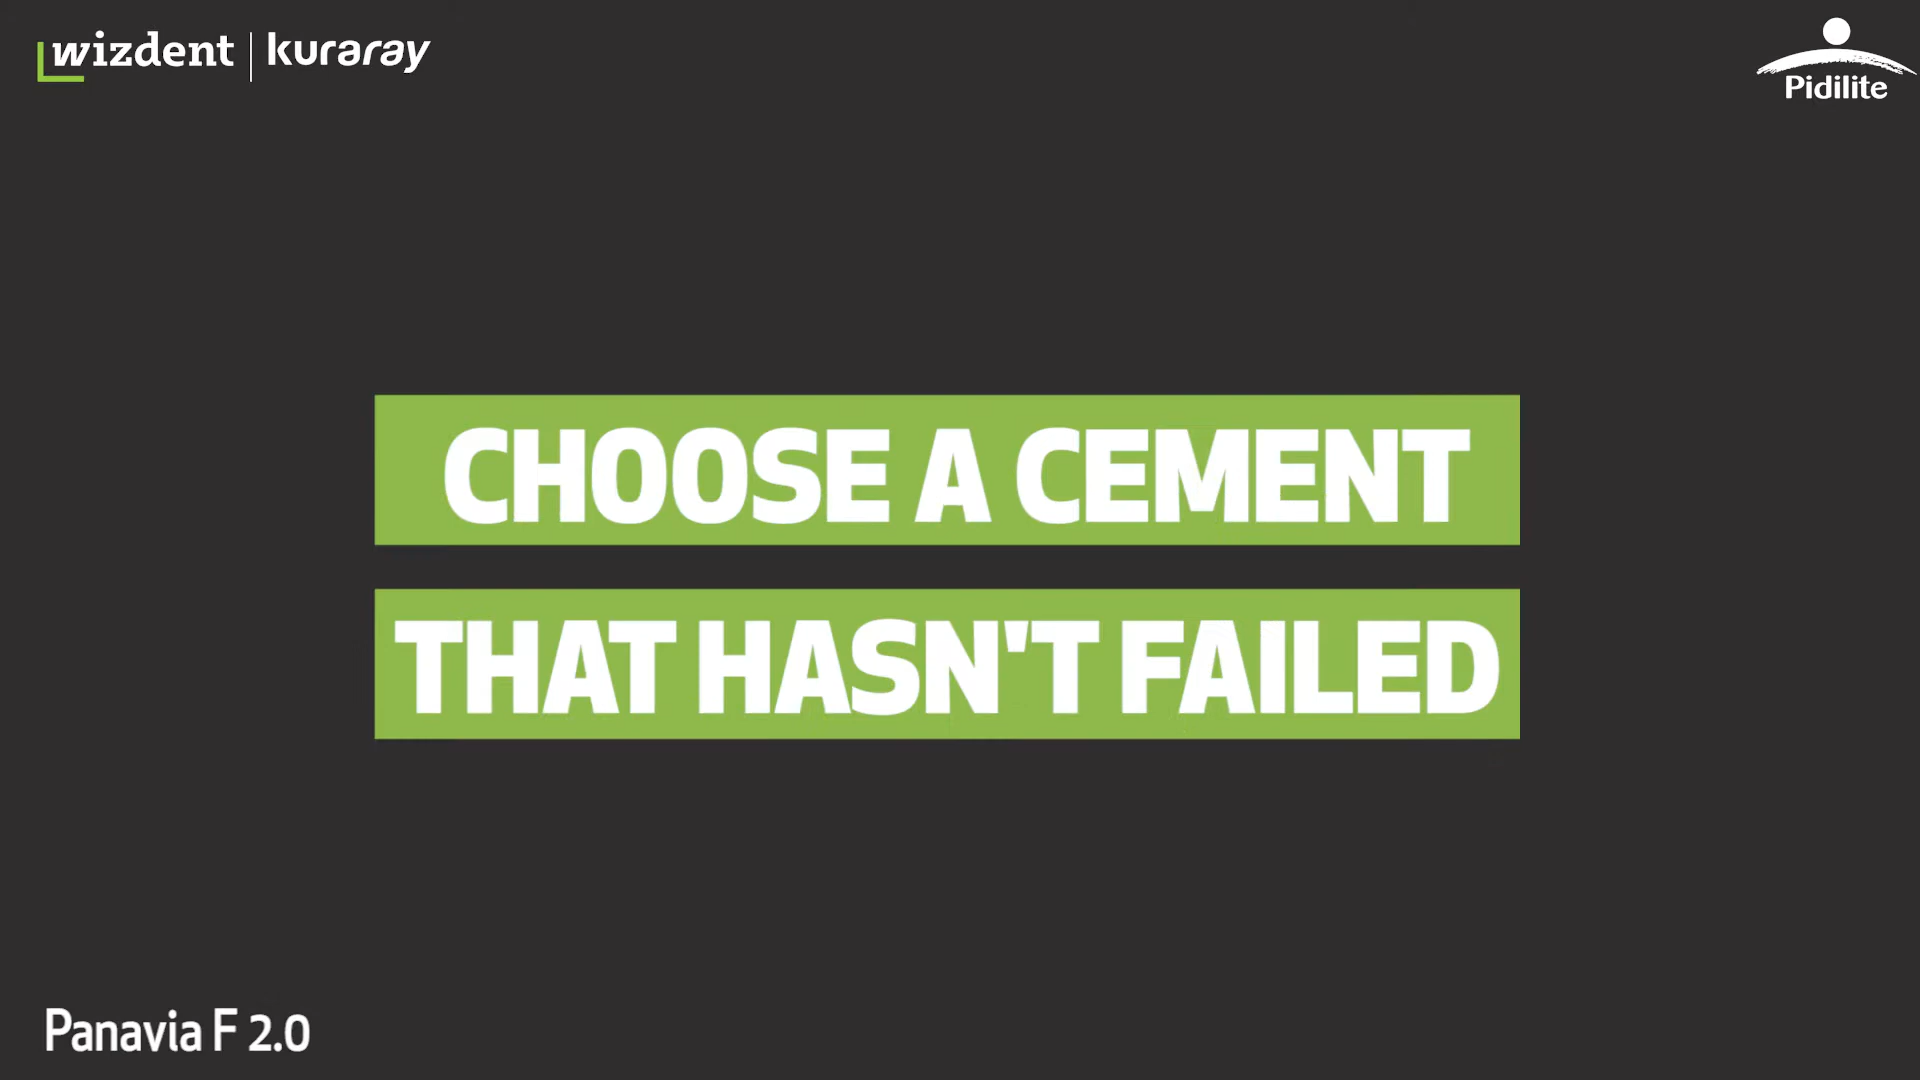 wizdent | kuraray
Pidilite
CHOOSE A CEMENT
THAT HASN'T FAILED
Panavia F 2.0